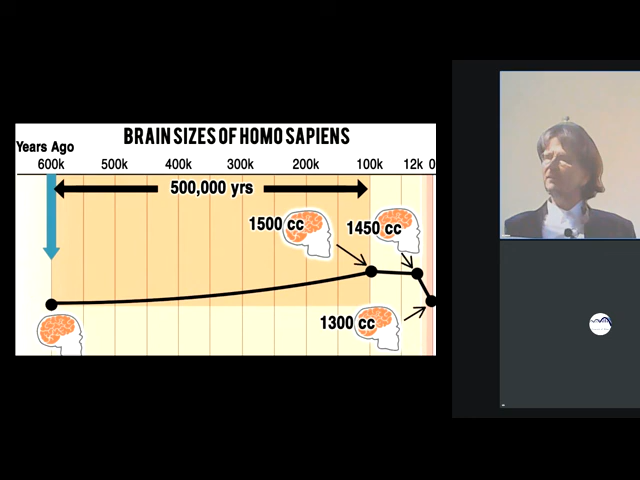 BRAIN SIZES OF HOMO SAPIENS
Years Ago
600k 500k 400k 300k 200k 100k 12k 0
500,000 yrs
1500 cc 1450 cc
1300 cc